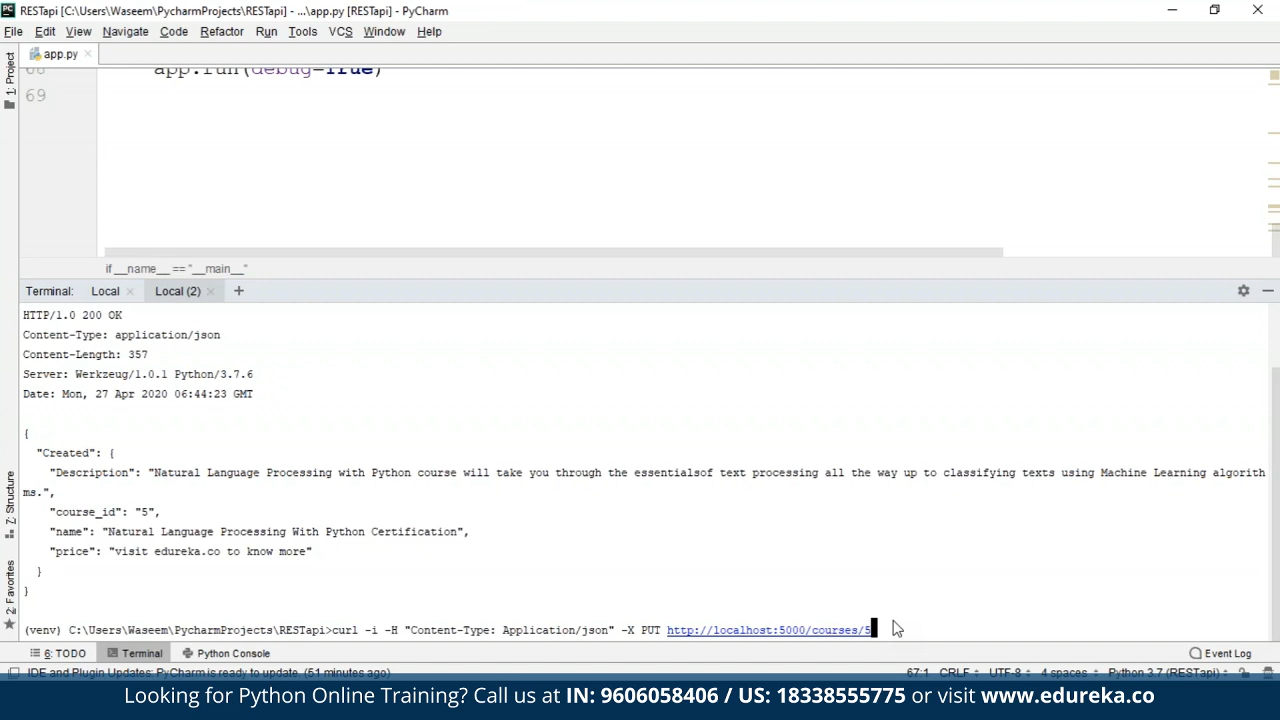 RESTapi [C:\Users\Waseem\PycharmProjects\RESTapi] - ...\app.py [RESTapi] - PyCharm
File Edit View Navigate Code Refactor Run Tools VCS Window Help
app.py
1: Project
68 app.run(debug=True)
69
if __name__ == "__main__"
Terminal: Local Local (2) +
HTTP/1.0 200 OK
Content-Type: application/json
Content-Length: 357
Server: Werkzeug/1.0.1 Python/3.7.6
Date: Mon, 27 Apr 2020 06:44:23 GMT
{
"Created": {
"Description": "Natural Language Processing with Python course will take you through the essentialsof text processing all the way up to classifying texts using Machine Learning algorith
ms.",
"course_id": "5",
"name": "Natural Language Processing With Python Certification",
"price": "visit edureka.co to know more"
}
}
(venv) C:\Users\Waseem\PycharmProjects\RESTapi>curl -i -H "Content-Type: Application/json" -X PUT http://localhost:5000/courses/5
Z: Structure
2: Favorites
6: TODO Terminal Python Console Event Log
IDE and Plugin Updates: PyCharm is ready to update. (51 minutes ago) 67:1 CRLF UTF-8 4 spaces Python 3.7 (RESTapi)
Looking for Python Online Training? Call us at IN: 9606058406 / US: 18338555775 or visit www.edureka.co